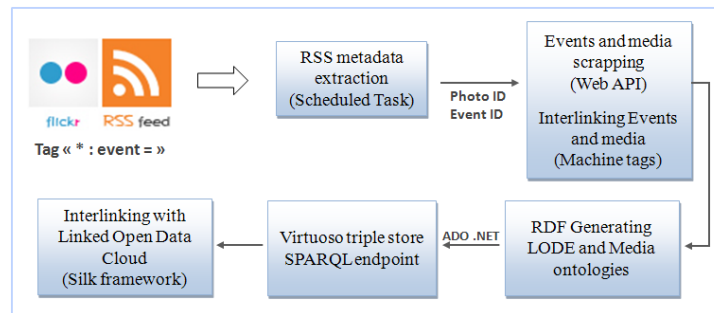 flickr RSS feed
Tag « * : event = »
RSS metadata
extraction
(Scheduled Task)
Photo ID
Event ID
Events and media
scrapping
(Web API)
Interlinking Events
and media
(Machine tags)
RDF Generating
LODE and Media
ontologies
ADO .NET
Virtuoso triple store
SPARQL endpoint
Interlinking with
Linked Open Data
Cloud
(Silk framework)